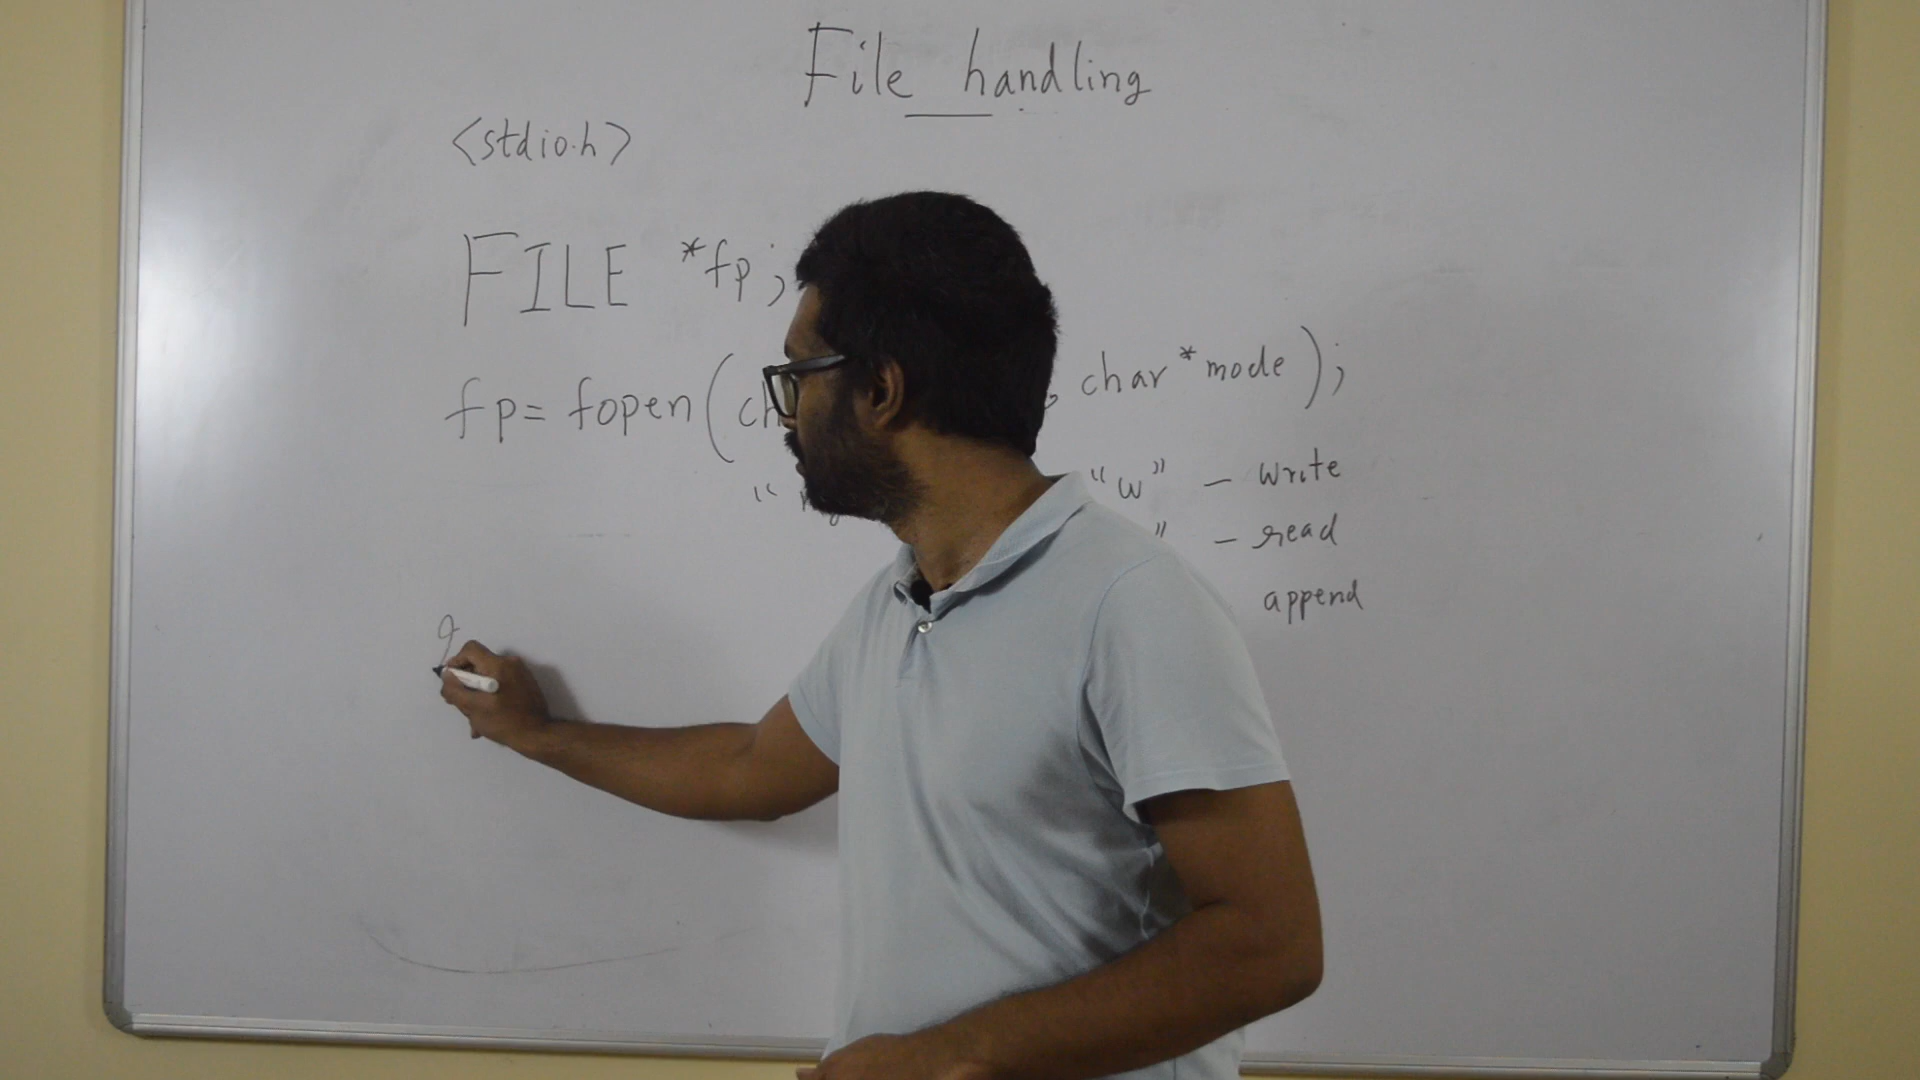 File handling
<stdio.h>
FILE *fp;
fp= fopen( char *mode );
"w" - write
" - read
append